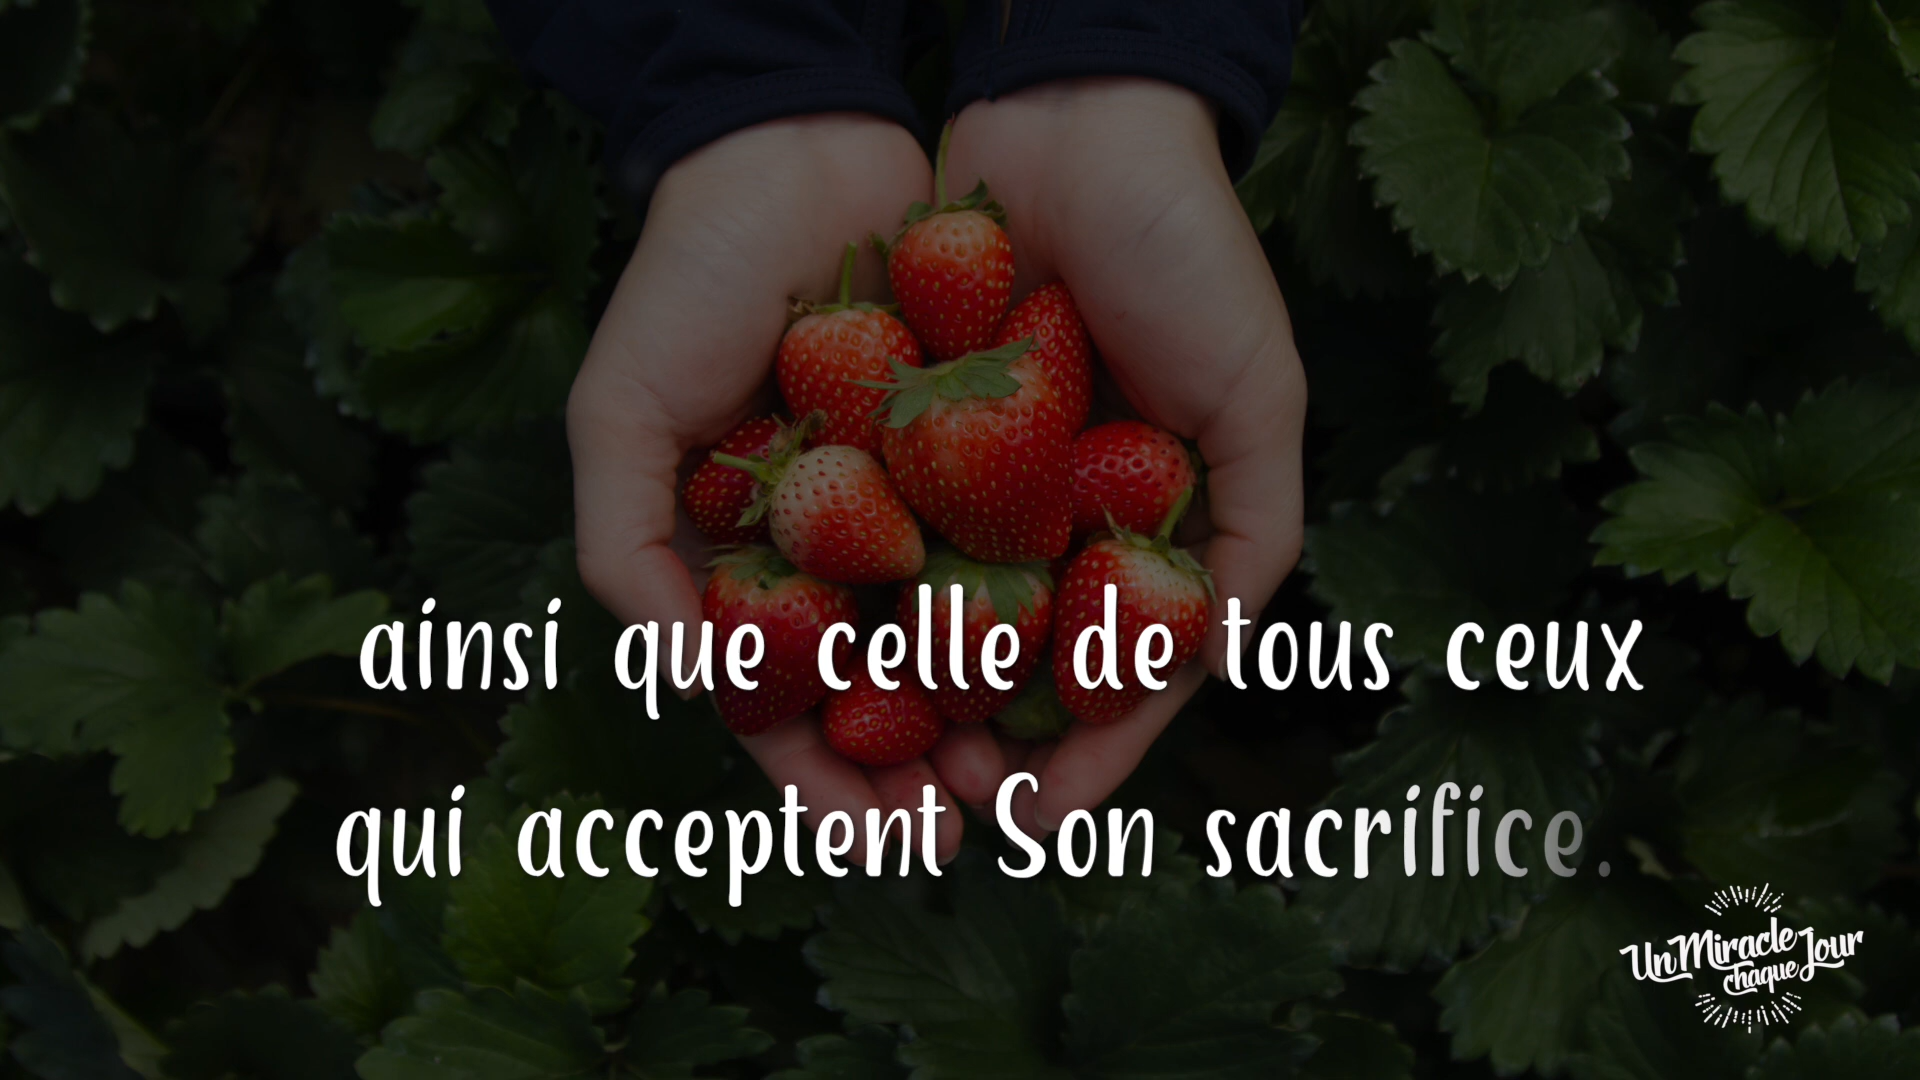 ainsi que celle de tous ceux
qui acceptent Son sacrifice.
Un Miracle
chaque Jour